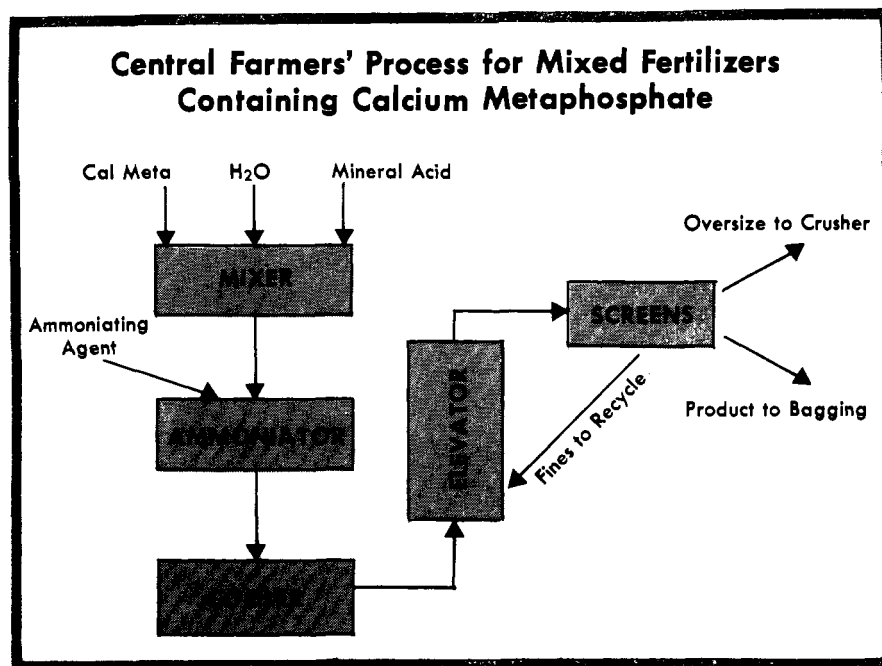 Central Farmers' Process for Mixed Fertilizers
Containing Calcium Metaphosphate
Cal Meta
H₂O
Mineral Acid
MIXER
Ammoniating
Agent
AMMONIATOR
ELEVATOR
SCREENS
Oversize to Crusher
Product to Bagging
Fines to Recycle